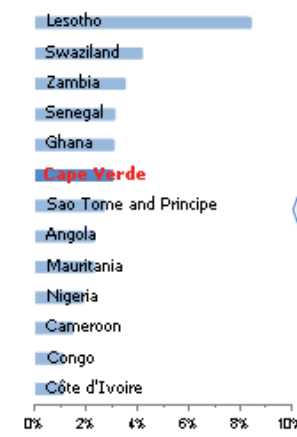 Lesotho
Swaziland
Zambia
Senegal
Ghana
Cape Verde
Sao Tome and Principe
Angola
Mauritania
Nigeria
Cameroon
Congo
Côte d'Ivoire
0% 2% 4% 6% 8% 10%